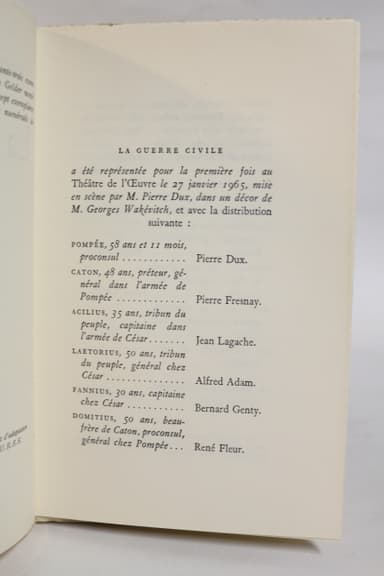 LA GUERRE CIVILE
a été représentée pour la première fois au
Théâtre de l'Œuvre le 27 janvier 1965, mise
en scène par M. Pierre Dux, dans un décor de
M. Georges Wakévitch, et avec la distribution
suivante :
POMPÉE, 58 ans et 11 mois,
proconsul ............ Pierre Dux.
CATON, 48 ans, préteur, gé-
néral dans l'armée de
Pompée ............. Pierre Fresnay.
ACILIUS, 35 ans, tribun du
peuple, capitaine dans
l'armée de César....... Jean Lagache.
LAETORIUS, 50 ans, tribun
du peuple, général chez
César ............... Alfred Adam.
FANNIUS, 30 ans, capitaine
chez César ........... Bernard Genty.
DOMITIUS, 50 ans, beau-
frère de Caton, proconsul,
général chez Pompée... René Fleur.
d'adaptation
U.R.S.S.